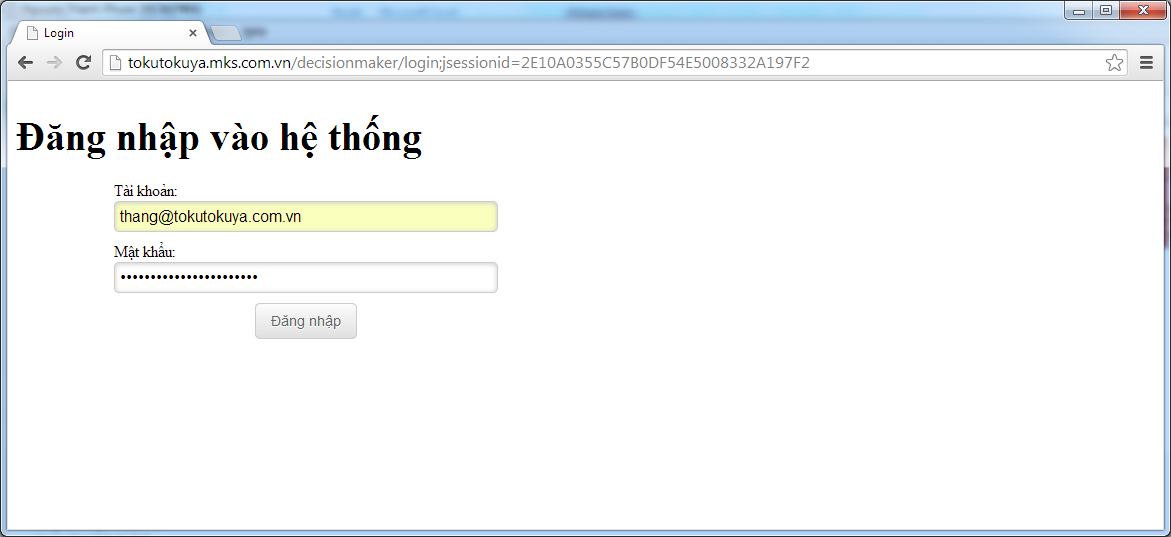 Login
tokutokuya.mks.com.vn/decisionmaker/login;jsessionid=2E10A0355C57B0DF54E5008332A197F2
Đăng nhập vào hệ thống
Tài khoản:
thang@tokutokuya.com.vn
Mật khẩu:
Đăng nhập